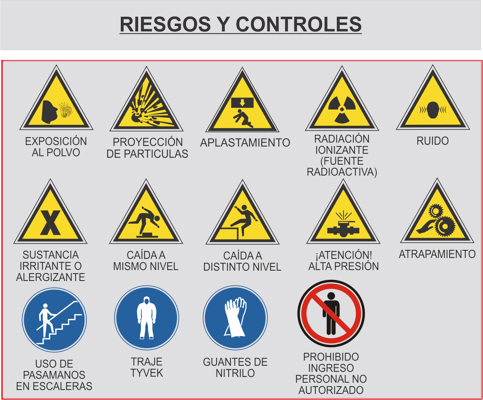 RIESGOS Y CONTROLES
EXPOSICIÓN
AL POLVO
PROYECCIÓN
DE PARTICULAS
APLASTAMIENTO
RADIACIÓN
IONIZANTE
(FUENTE
RADIOACTIVA)
RUIDO
SUSTANCIA
IRRITANTE O
ALERGIZANTE
CAÍDA A
MISMO NIVEL
CAÍDA A
DISTINTO NIVEL
¡ATENCIÓN!
ALTA PRESIÓN
ATRAPAMIENTO
USO DE
PASAMANOS
EN ESCALERAS
TRAJE
TYVEK
GUANTES DE
NITRILO
PROHIBIDO
INGRESO
PERSONAL NO
AUTORIZADO